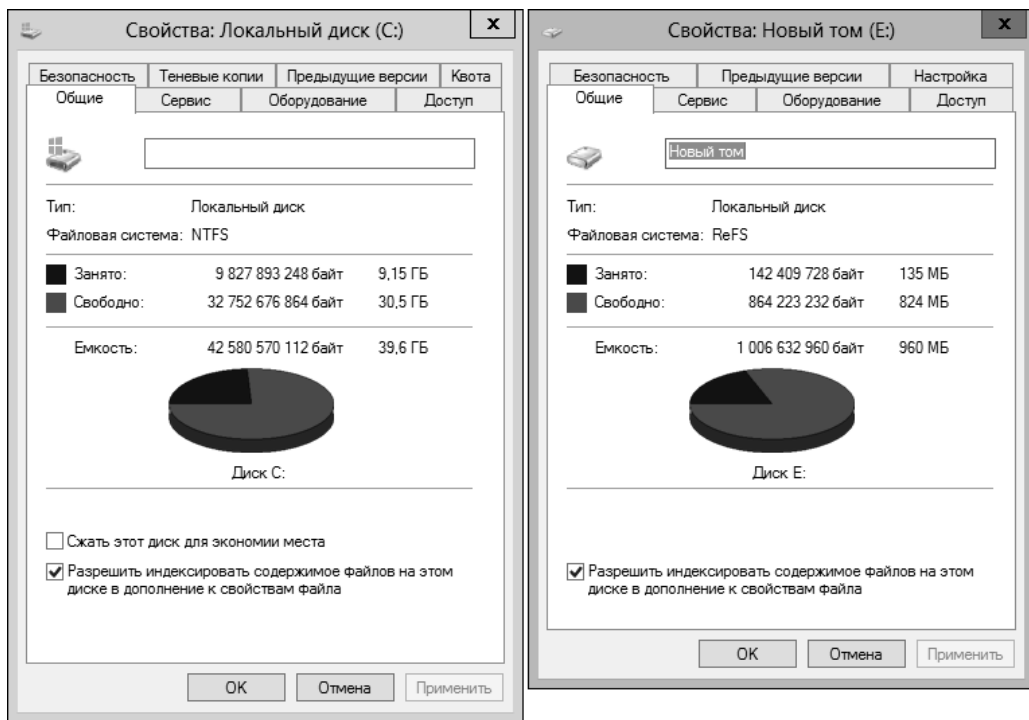 Свойства: Локальный диск (C:)
x
Безопасность
Теневые копии
Предыдущие версии
Квота
Общие
Сервис
Оборудование
Доступ
Тип:
Локальный диск
Файловая система: NTFS
Занято:
9 827 893 248 байт
9,15 ГБ
Свободно:
32 752 676 864 байт
30,5 ГБ
Емкость:
42 580 570 112 байт
39,6 ГБ
Диск C:
Сжать этот диск для экономии места
Разрешить индексировать содержимое файлов на этом
диске в дополнение к свойствам файла
OK
Отмена
Применить
Свойства: Новый том (E:)
x
Безопасность
Предыдущие версии
Настройка
Общие
Сервис
Оборудование
Доступ
Новый том
Тип:
Локальный диск
Файловая система: ReFS
Занято:
142 409 728 байт
135 МБ
Свободно:
864 223 232 байт
824 МБ
Емкость:
1 006 632 960 байт
960 МБ
Диск E:
Разрешить индексировать содержимое файлов на этом
диске в дополнение к свойствам файла
OK
Отмена
Применить